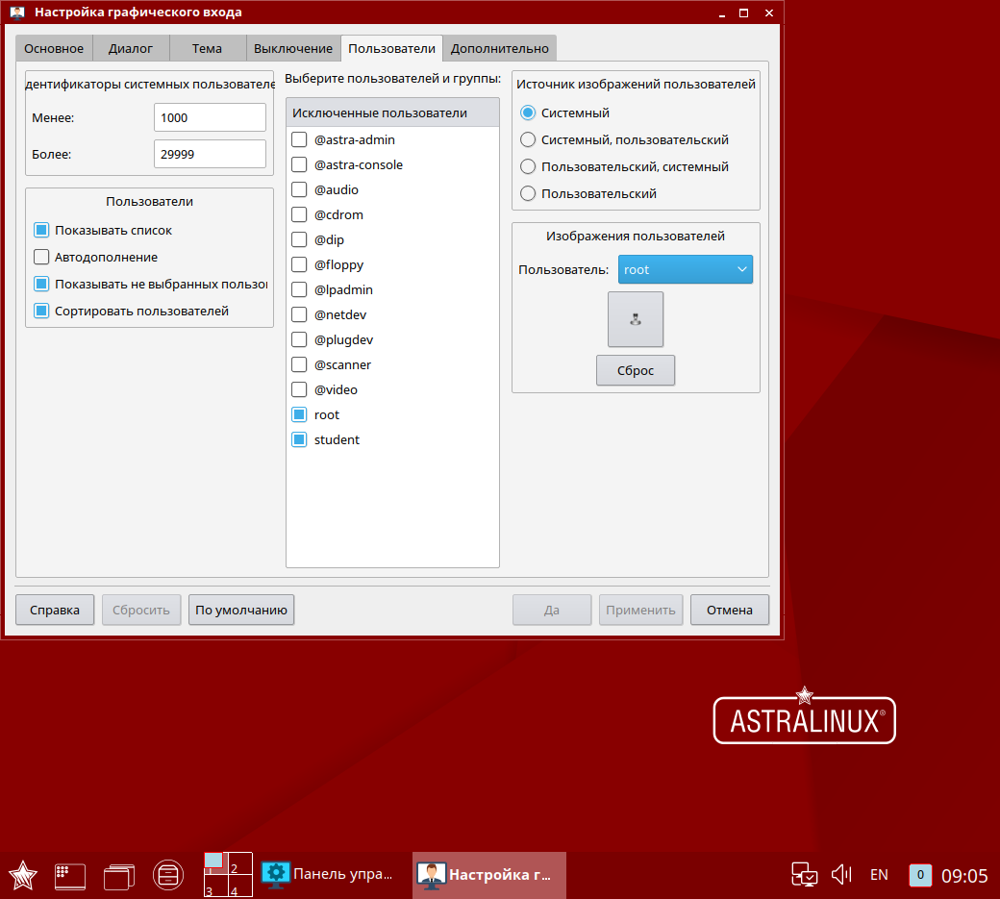 Настройка графического входа
Основное
Диалог
Тема
Выключение
Пользователи
Дополнительно
дентификаторы системных пользователе
Менее:
1000
Более:
29999
Пользователи
Показывать список
Автодополнение
Показывать не выбранных пользо
Сортировать пользователей
Выберите пользователей и группы:
Исключенные пользователи
@astra-admin
@astra-console
@audio
@cdrom
@dip
@floppy
@lpadmin
@netdev
@plugdev
@scanner
@video
root
student
Источник изображений пользователей
Системный
Системный, пользовательский
Пользовательский, системный
Пользовательский
Изображения пользователей
Пользователь:
root
Сброс
Справка
Сбросить
По умолчанию
Да
Применить
Отмена
ASTRALINUX®
2
3
4
Панель упра...
Настройка г...
EN
0
09:05